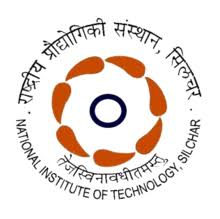 राष्ट्रीय प्रौद्योगिकी संस्थान, सिलचर
तेजस्विनावधीतमस्तु
NATIONAL INSTITUTE OF TECHNOLOGY, SILCHAR